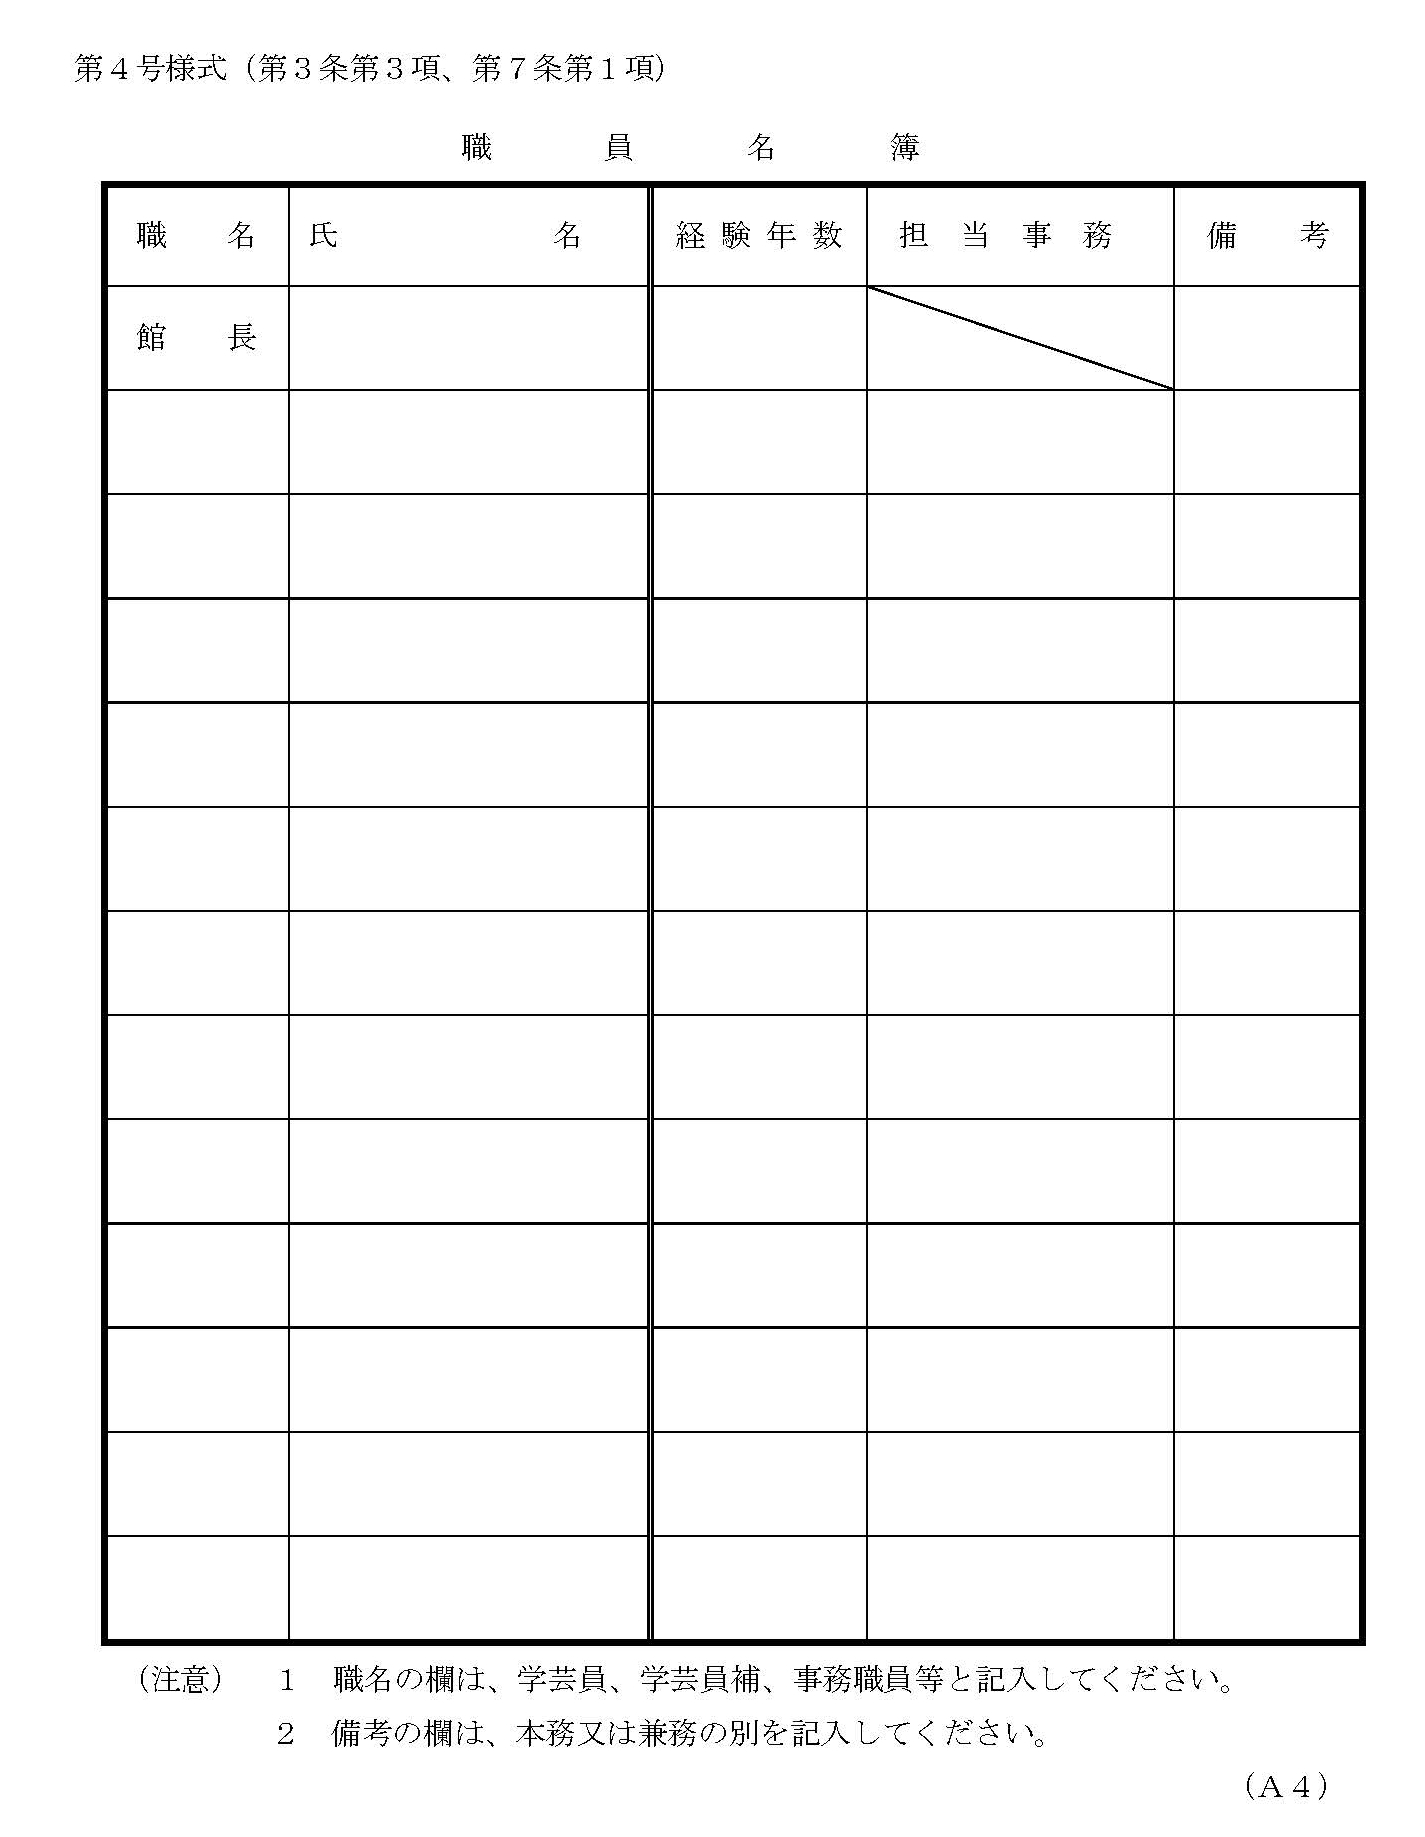 第４号様式（第３条第３項、第７条第１項）
職　員　名　簿
職　名　氏　名　経験年数　担当事務　備　考
館　長
（注意）　１　職名の欄は、学芸員、学芸員補、事務職員等と記入してください。
２　備考の欄は、本務又は兼務の別を記入してください。
（Ａ４）